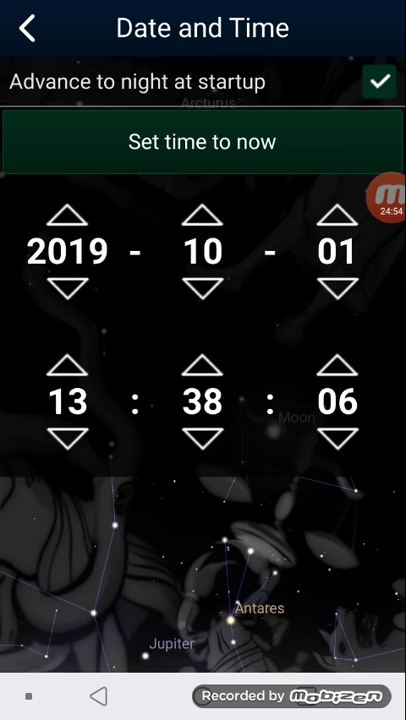 Date and Time
Advance to night at startup
Arcturus
Set time to now
24:54
2019 - 10 - 01
13 : 38 : 06
Moon
Antares
Jupiter
Recorded by Mobizen